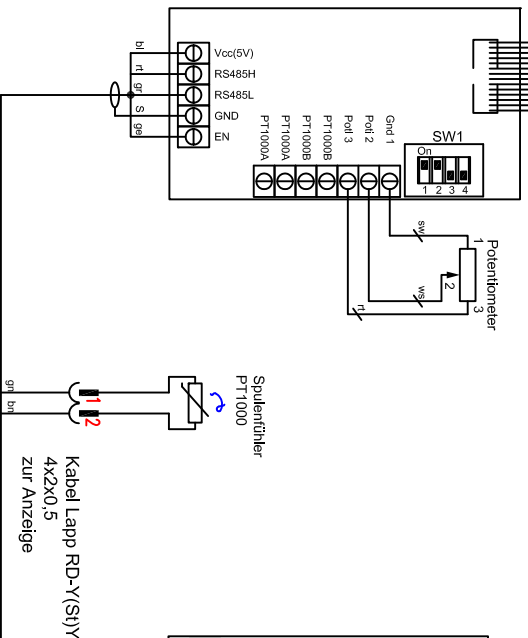 Vcc(5V)
RS485H
RS485L
GND
EN
bl
rt
gr
S
ge
PT1000A
PT1000A
PT1000B
PT1000B
Poti 3
Poti 2
Gnd 1
SW1
On
1 2 3 4
Potentiometer
1
2
3
sw
ws
rt
Spulenfühler
PT1000
1
2
gn
bn
Kabel Lapp RD-Y(St)Y
4x2x0,5
zur Anzeige